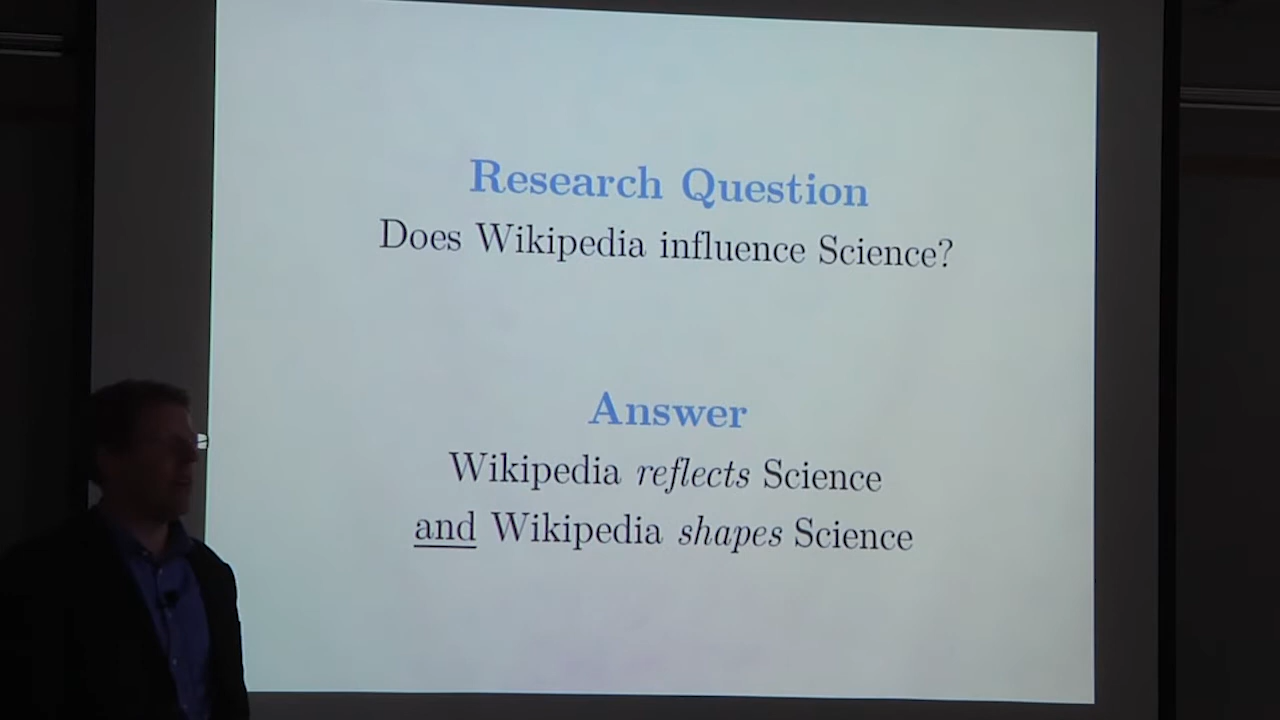 Research Question
Does Wikipedia influence Science?
Answer
Wikipedia reflects Science
and Wikipedia shapes Science